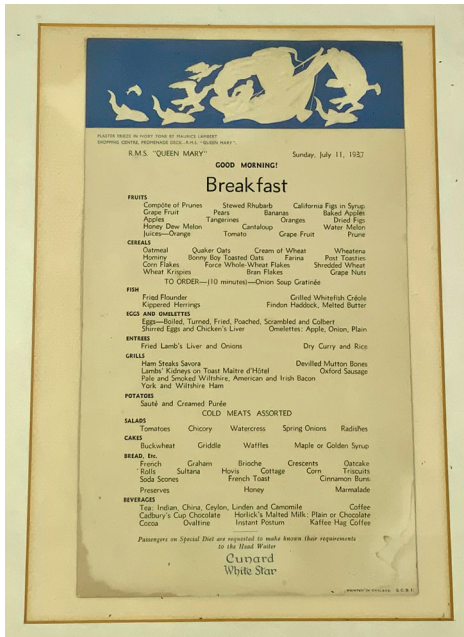 PLASTER FRIEZE IN IVORY TONE BY MAURICE LAMBERT
SHOPPING CENTRE, PROMENADE DECK—R.M.S. "QUEEN MARY".
R.M.S. "QUEEN MARY" Sunday, July 11, 1937
GOOD MORNING!
Breakfast
FRUITS
Compôte of Prunes Stewed Rhubarb California Figs in Syrup
Grape Fruit Pears Bananas Baked Apples
Apples Tangerines Oranges Dried Figs
Honey Dew Melon Cantaloup Water Melon
Juices—Orange Tomato Grape Fruit Prune
CEREALS
Oatmeal Quaker Oats Cream of Wheat Wheatena
Hominy Bonny Boy Toasted Oats Farina Post Toasties
Corn Flakes Force Whole-Wheat Flakes Shredded Wheat
Wheat Krispies Bran Flakes Grape Nuts
TO ORDER—(10 minutes)—Onion Soup Gratinée
FISH
Fried Flounder Grilled Whitefish Créole
Kippered Herrings Findon Haddock, Melted Butter
EGGS AND OMELETTES
Eggs—Boiled, Turned, Fried, Poached, Scrambled and Colbert
Shirred Eggs and Chicken's Liver Omelettes: Apple, Onion, Plain
ENTREES
Fried Lamb's Liver and Onions Dry Curry and Rice
GRILLS
Ham Steaks Savora Devilled Mutton Bones
Lambs' Kidneys on Toast Maître d'Hôtel Oxford Sausage
Pale and Smoked Wiltshire, American and Irish Bacon
York and Wiltshire Ham
POTATOES
Sauté and Creamed Purée
COLD MEATS ASSORTED
SALADS
Tomatoes Chicory Watercress Spring Onions Radishes
CAKES
Buckwheat Griddle Waffles Maple or Golden Syrup
BREAD, Etc.
French Graham Brioche Crescents Oatcake
Rolls Sultana Hovis Cottage Corn Triscuits
Soda Scones French Toast Cinnamon Buns
Preserves Honey Marmalade
BEVERAGES
Tea: Indian, China, Ceylon, Linden and Camomile Coffee
Cadbury's Cup Chocolate Horlick's Malted Milk: Plain or Chocolate
Cocoa Ovaltine Instant Postum Kaffee Hag Coffee
Passengers on Special Diet are requested to make known their requirements
to the Head Waiter
Cunard
White Star
PRINTED IN ENGLAND